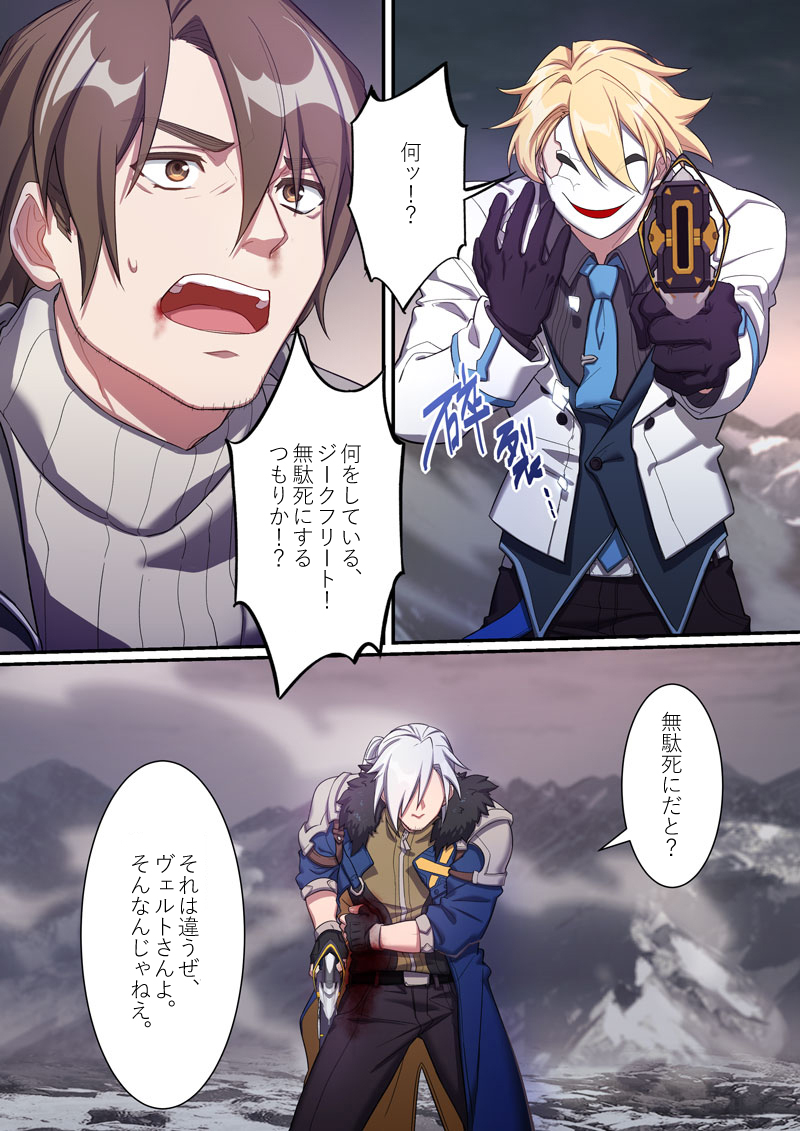 何ッ！？
砕裂…
何をしている、
ジークフリート！
無駄死にする
つもりか！？
無駄死にだと？
それは違うぜ、
ヴェルトさんよ。
そんなんじゃねえ。